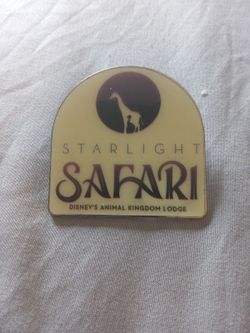 STARLIGHT
SAFARI
DISNEY'S ANIMAL KINGDOM LODGE